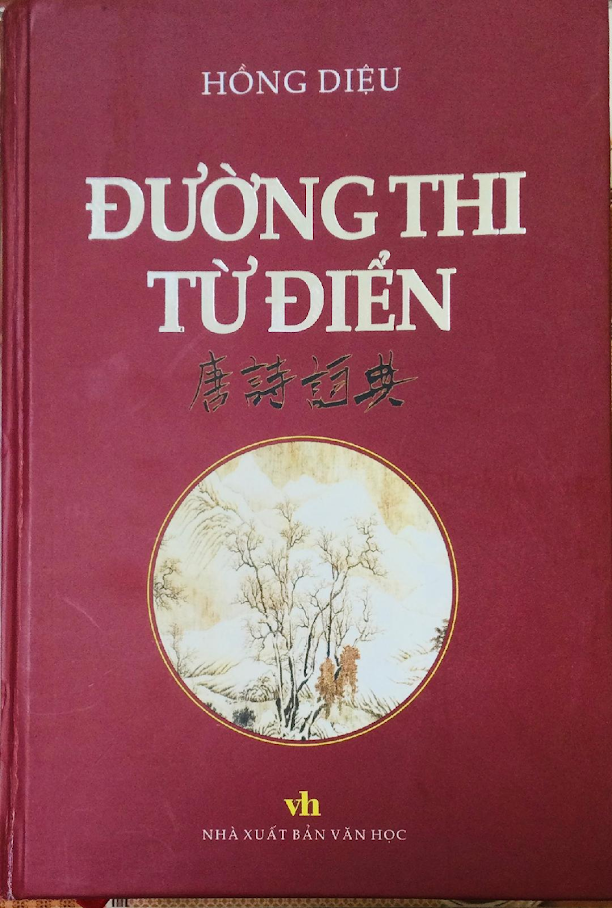 HỒNG DIỆU
ĐƯỜNG THI
TỪ ĐIỂN
唐詩詞典
vh
NHÀ XUẤT BẢN VĂN HỌC